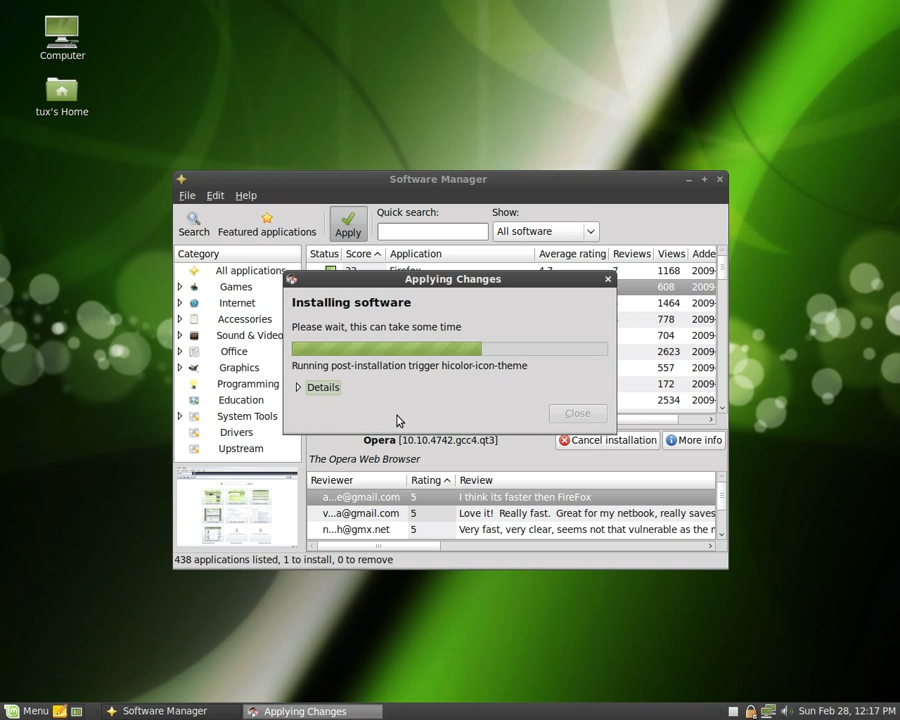 Computer
tux's Home
Software Manager
File Edit Help
Search Featured applications Apply
Quick search:
Show:
All software
Category
All applications
Games
Internet
Accessories
Sound & Video
Office
Graphics
Programming
Education
System Tools
Drivers
Upstream
Status Score Application Average rating Reviews Views Adde
1168 2009-
608 2009-
1464 2009-
778 2009-
704 2009-
2623 2009-
557 2009-
172 2009-
2534 2009-
Applying Changes
Installing software
Please wait, this can take some time
Running post-installation trigger hicolor-icon-theme
Details
Close
Opera [10.10.4742.gcc4.qt3]
Cancel installation More info
The Opera Web Browser
Reviewer Rating Review
a...e@gmail.com 5 I think its faster then FireFox
v...a@gmail.com 5 Love it! Really fast. Great for my netbook, really saves
n...h@gmx.net 5 Very fast, very clear, seems not that vulnerable as the
438 applications listed, 1 to install, 0 to remove
Menu Software Manager Applying Changes Sun Feb 28, 12:17 PM